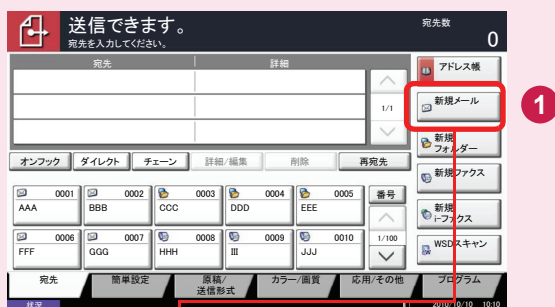 送信できます。
宛先を入力してください。
宛先数
0
宛先
詳細
1/1
アドレス帳
新規メール
新規
フォルダー
新規ファクス
新規
i-ファクス
WSDスキャン
1
オンフック
ダイレクト
チェーン
詳細/編集
削除
再宛先
0001
AAA
0002
BBB
0003
CCC
0004
DDD
0005
EEE
番号
0006
FFF
0007
GGG
0008
HHH
0009
III
0010
JJJ
1/100
宛先
簡単設定
原稿/
送信形式
カラー/画質
応用/その他
プログラム
状況
2010/10/10 10:10